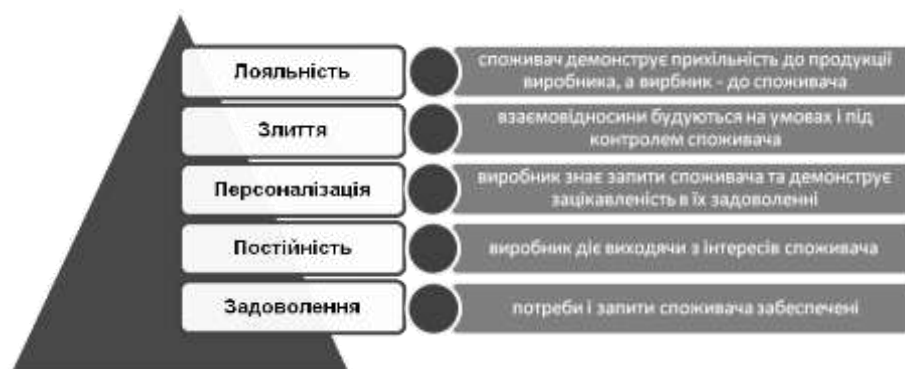 Лояльність
споживач демонструє прихільність до продукції
виробника, а вирбник - до споживача
Злиття
взаємовідносини будуються на умовах і під
контролем споживача
Персоналізація
виробник знає запити споживача та демонструє
зацікавленість в їх задоволенні
Постійність
виробник діє виходячи з інтересів споживача
Задоволення
потреби і запити споживача забеспечені